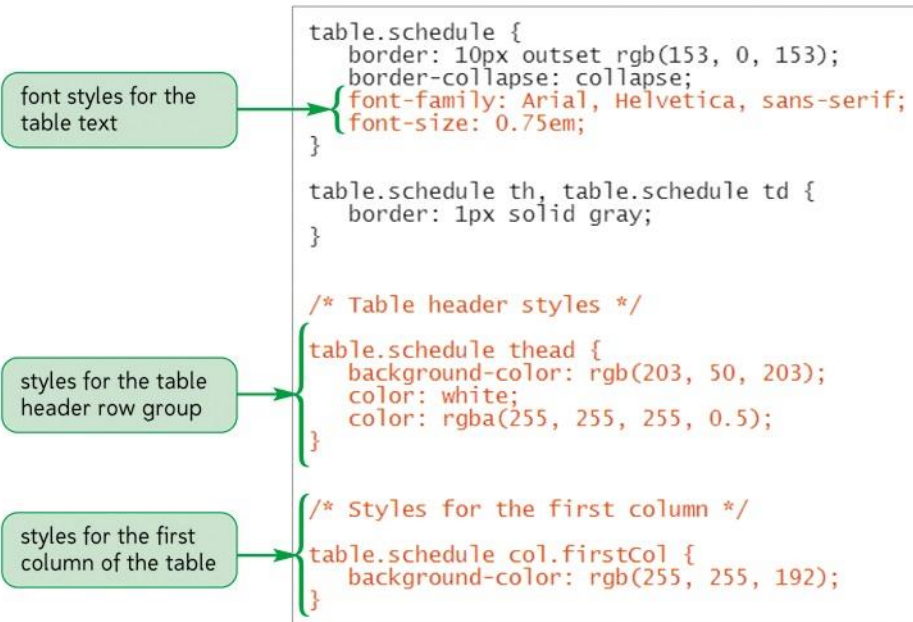 table.schedule {
border: 10px outset rgb(153, 0, 153);
border-collapse: collapse;
font styles for the
table text
font-family: Arial, Helvetica, sans-serif;
font-size: 0.75em;
}
table.schedule th, table.schedule td {
border: 1px solid gray;
}
/* Table header styles */
styles for the table
header row group
table.schedule thead {
background-color: rgb(203, 50, 203);
color: white;
color: rgba(255, 255, 255, 0.5);
}
styles for the first
column of the table
/* Styles for the first column */
table.schedule col.firstCol {
background-color: rgb(255, 255, 192);
}